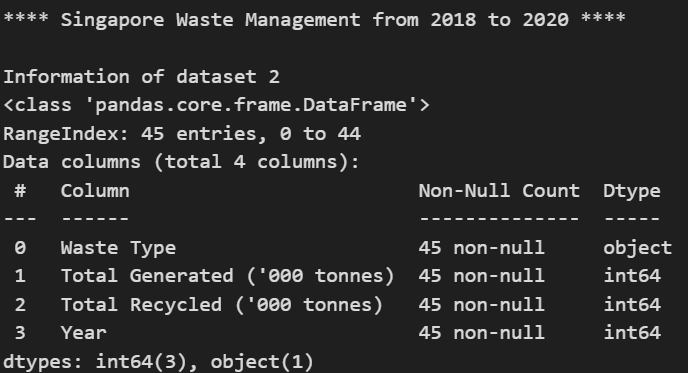 **** Singapore Waste Management from 2018 to 2020 ****
Information of dataset 2
<class 'pandas.core.frame.DataFrame'>
RangeIndex: 45 entries, 0 to 44
Data columns (total 4 columns):
 #   Column                         Non-Null Count  Dtype
---  ------                         --------------  -----
 0   Waste Type                     45 non-null     object
 1   Total Generated ('000 tonnes)  45 non-null     int64
 2   Total Recycled ('000 tonnes)   45 non-null     int64
 3   Year                           45 non-null     int64
dtypes: int64(3), object(1)